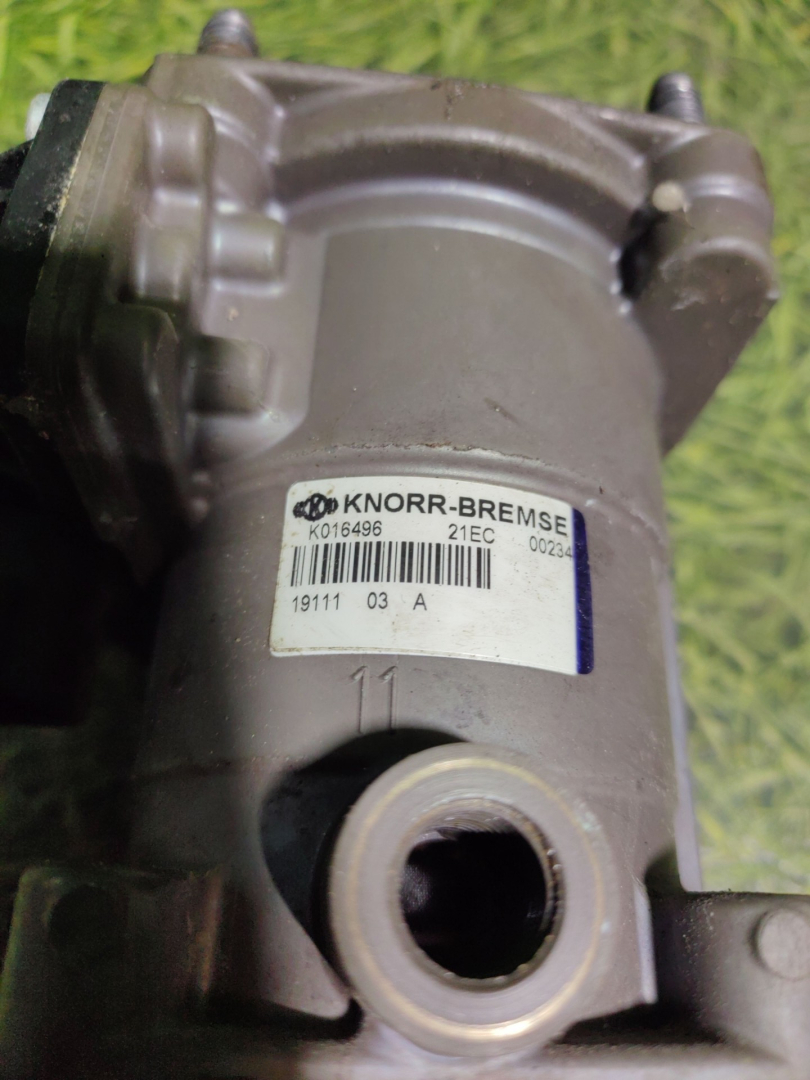 KNORR-BREMSE
K016496 21EC 00234
19111 03 A
11